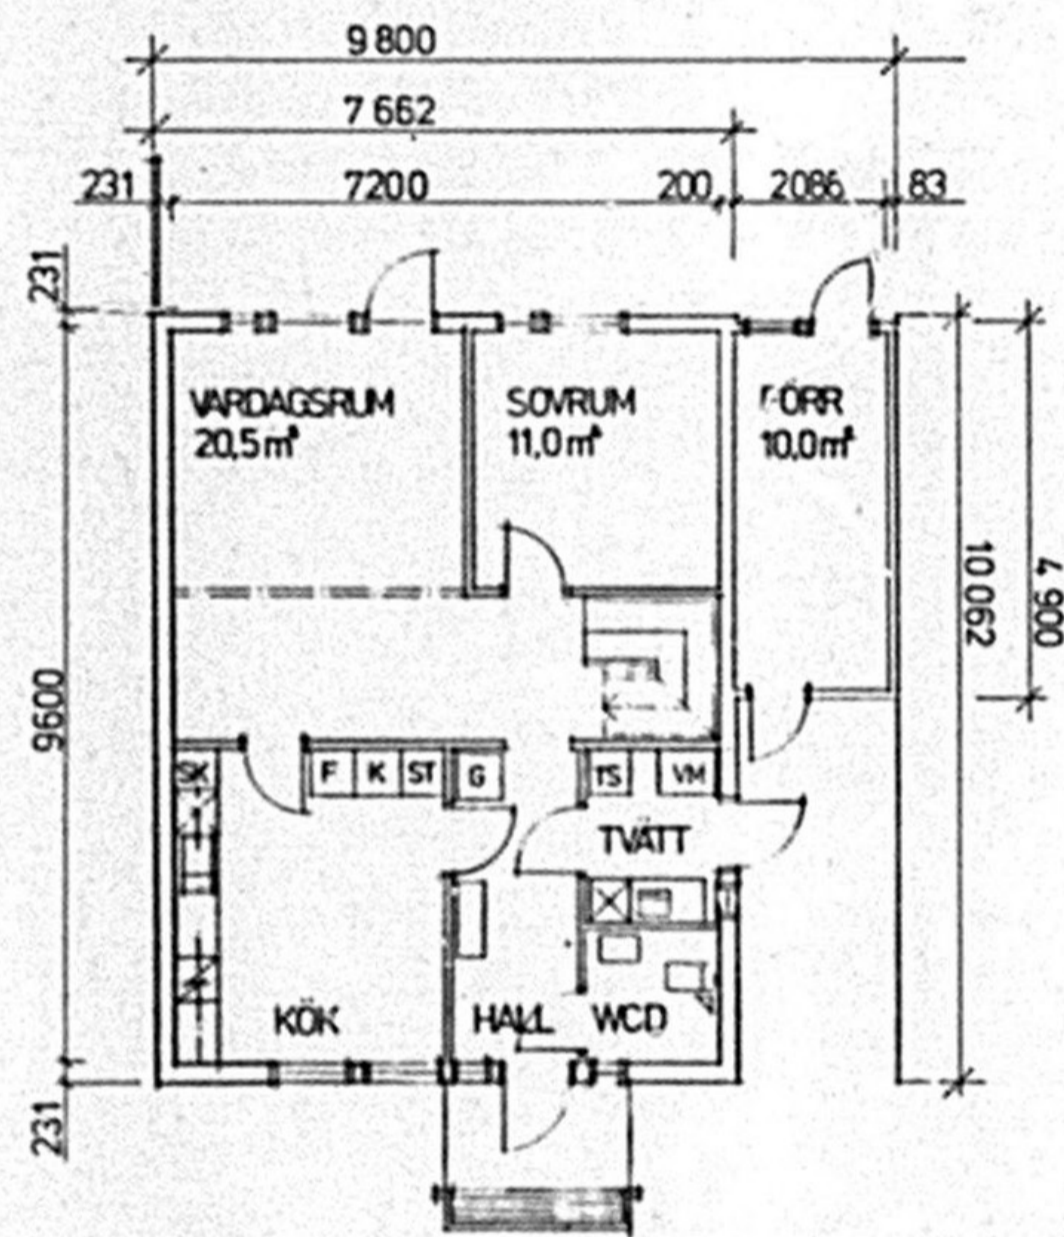 9 800
7 662
231
7200
200
2086
83
231
VARDAGSRUM
20,5 m²
SOVRUM
11,0 m²
FÖRR
10,0 m²
10 062
4 900
9600
SK
F
K
ST
G
TS
VM
TVÄTT
KÖK
HALL
WCD
231